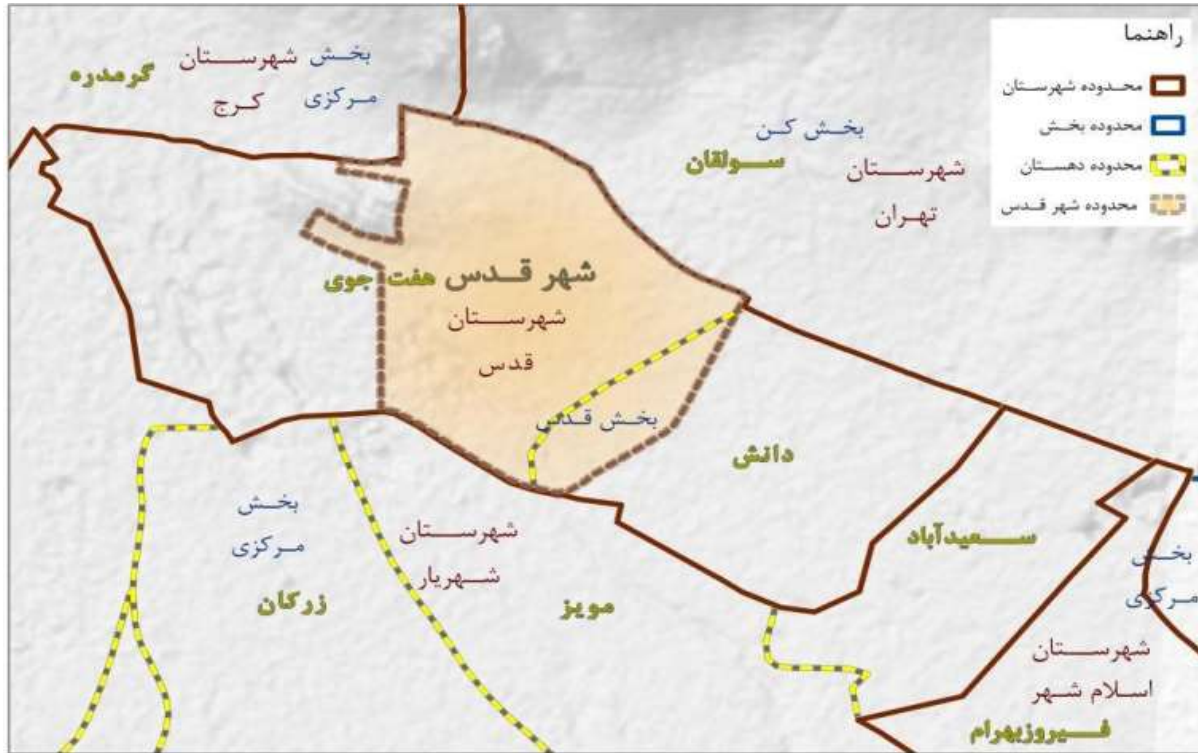 راهنما
محدوده شهرستان
محدوده بخش
محدوده دهستان
محدوده شهر قدس
گرمدره
شهرستان
کرج
بخش
مرکزی
بخش کن
سولقان
شهرستان
تهران
هفت جوی
شهر قدس
شهرستان
قدس
بخش قدس
دانش
سعیدآباد
بخش
مرکزی
بخش
مرکزی
زرکان
شهرستان
شهریار
مویز
شهرستان
اسلام شهر
فیروزبهرام